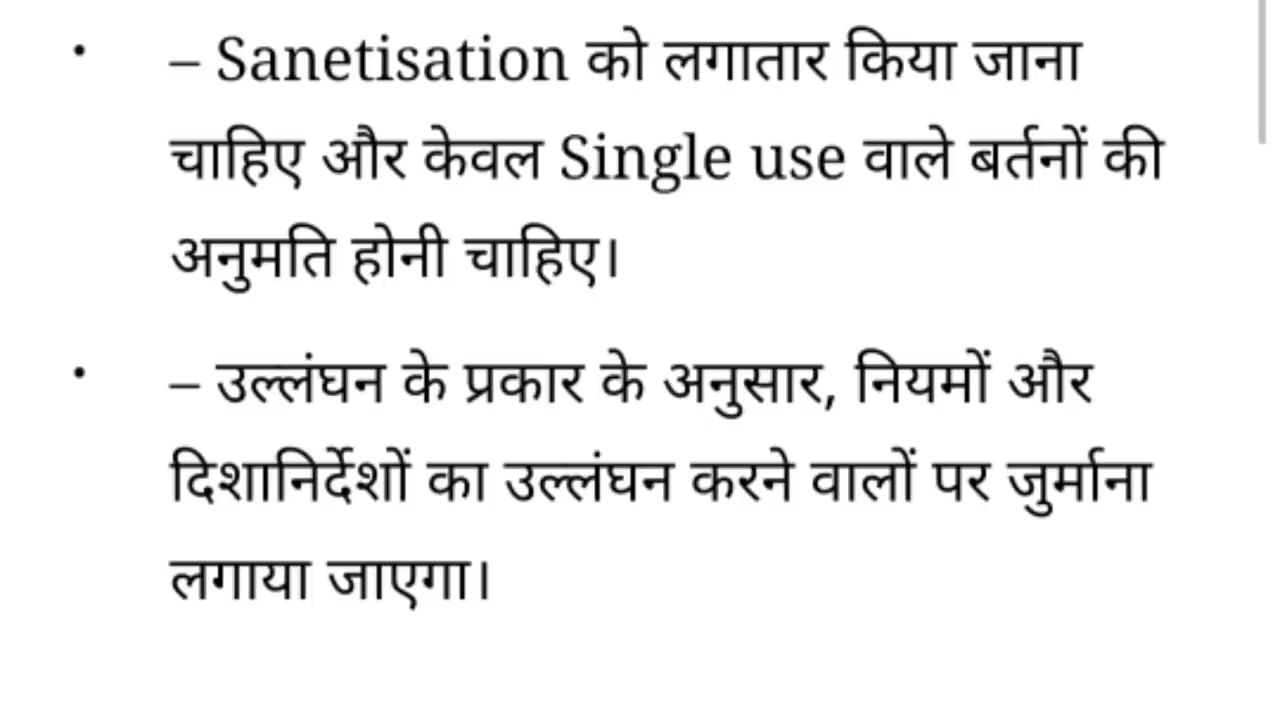 • – Sanetisation को लगातार किया जाना
चाहिए और केवल Single use वाले बर्तनों की
अनुमति होनी चाहिए।
• – उल्लंघन के प्रकार के अनुसार, नियमों और
दिशानिर्देशों का उल्लंघन करने वालों पर जुर्माना
लगाया जाएगा।